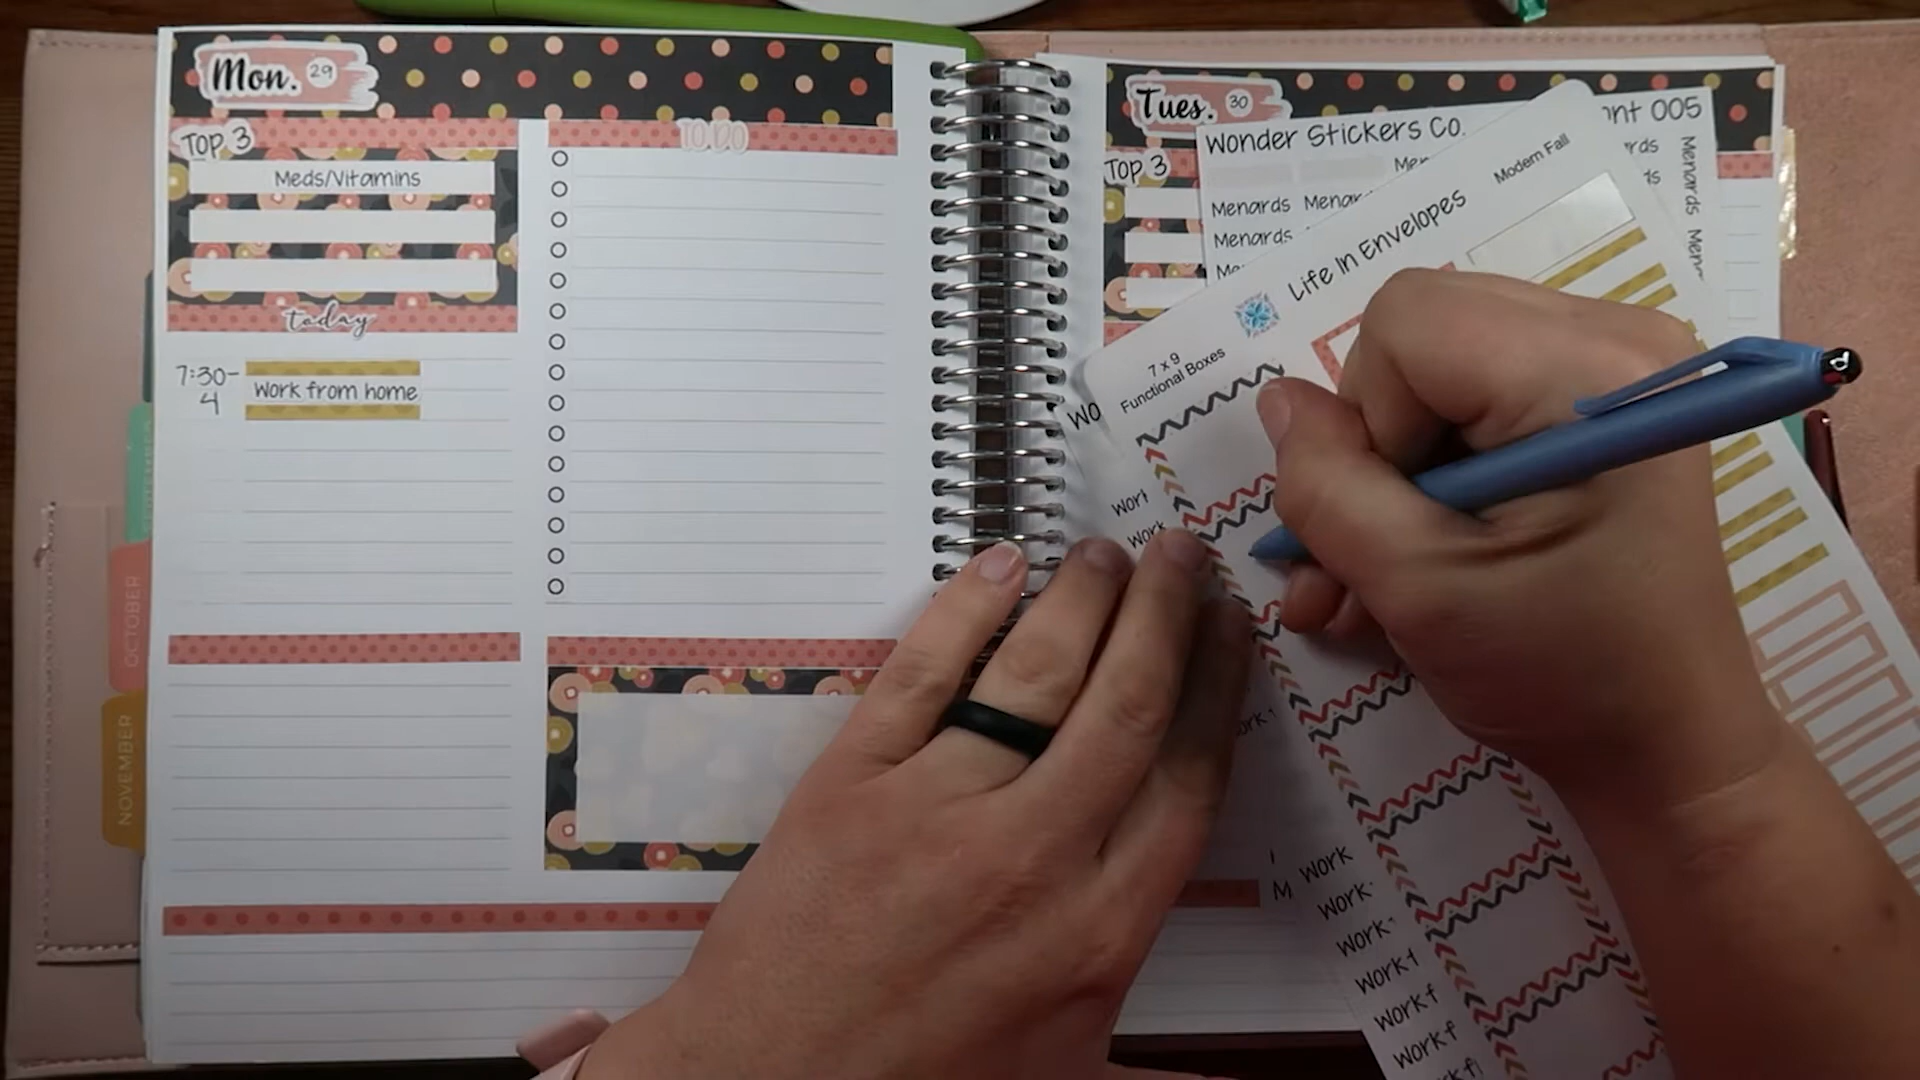 Mon. 29
Top 3
Meds/Vitamins
today
7:30-
4
Work from home
TO DO
OCTOBER
NOVEMBER
Tues. 30
Top 3
Wonder Stickers Co.
005
Menards
Menards
Menards
Menards
Life In Envelopes
Modern Fall
7 x 9
Functional Boxes
Work
Work
Work
Work
Work
Work
Work